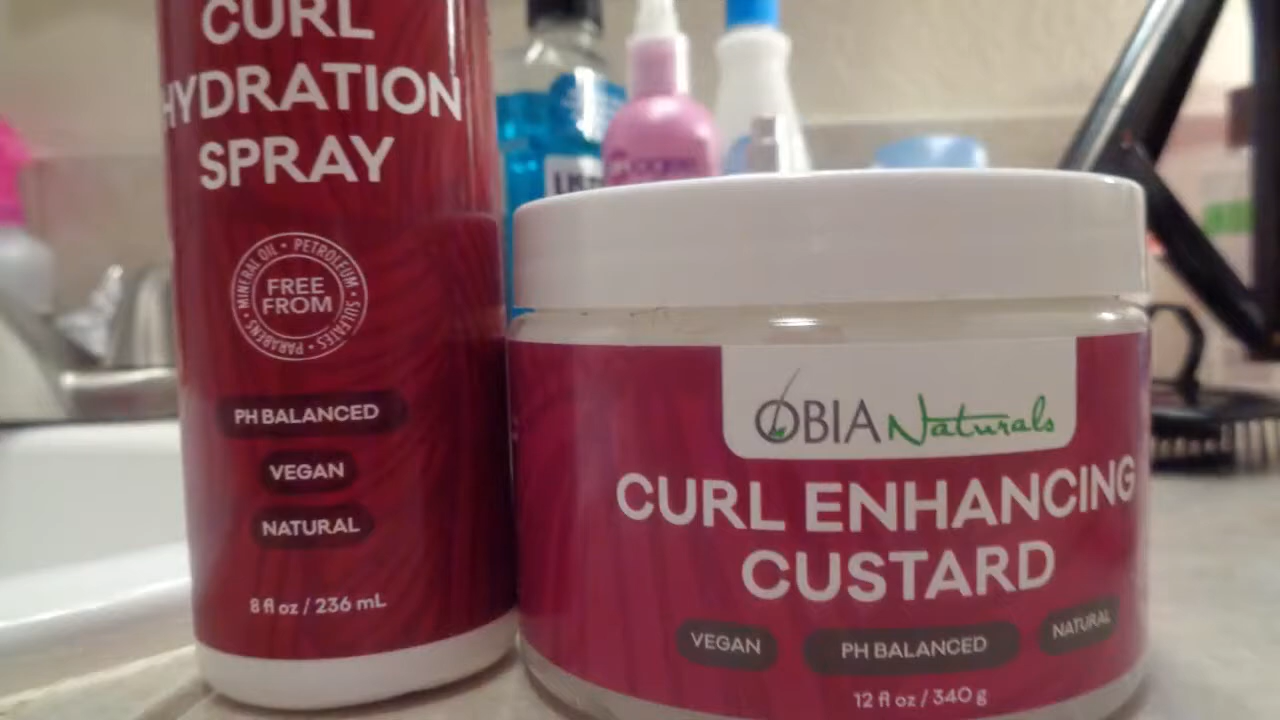 CURL
HYDRATION
SPRAY
MINERAL OIL • PETROLEUM • SULFATES • PARABENS •
FREE
FROM
PH BALANCED
VEGAN
NATURAL
8 fl oz / 236 mL
OBIA Naturals
CURL ENHANCING
CUSTARD
VEGAN
PH BALANCED
NATURAL
12 fl oz / 340 g